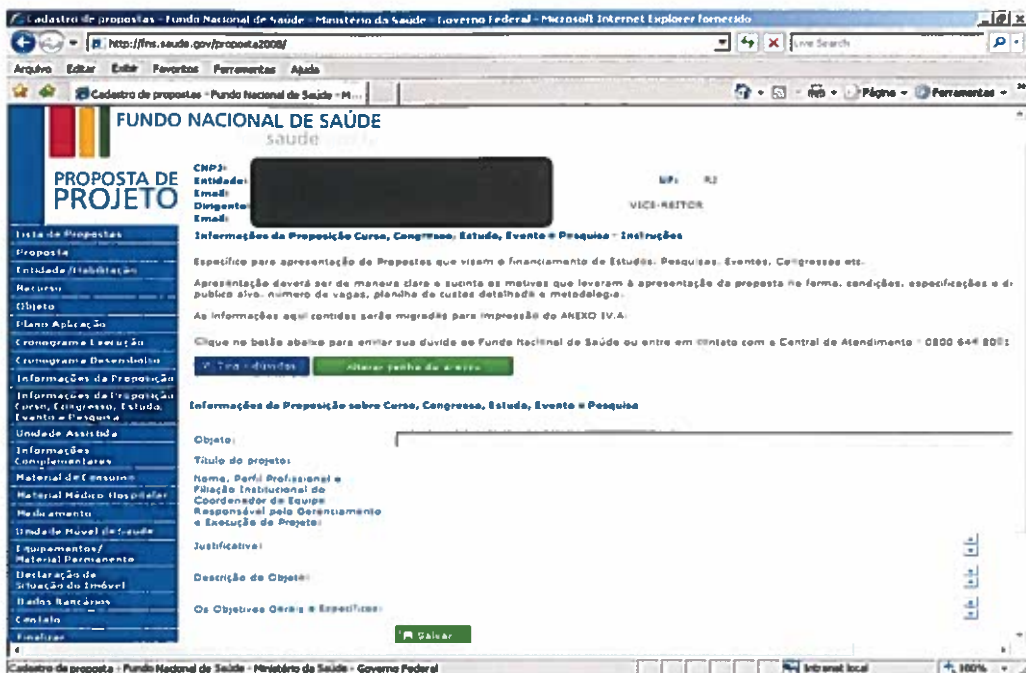 Cadastro de propostas - Fundo Nacional de Saúde - Ministério da Saúde - Governo Federal - Microsoft Internet Explorer fornecido
http://fns.saude.gov/proposta2008/
Live Search
Arquivo Editar Exibir Favoritos Ferramentas Ajuda
Cadastro de propostas - Fundo Nacional de Saúde - M...
Página
Ferramentas
FUNDO NACIONAL DE SAÚDE
saude
PROPOSTA DE
PROJETO
CNPJ:
Entidade:
UF: RJ
Email:
Dirigente:
VICE-REITOR
Email:
Lista de Propostas
Proposta
Entidade/Habilitação
Recurso
Objeto
Plano Aplicação
Cronograma Execução
Cronograma Desembolso
Informações da Proposição
Informações da Proposição
Curso, Congresso, Estudo,
Evento e Pesquisa
Unidade Assistida
Informações
Complementares
Material de Consumo
Material Médico Hospitalar
Medicamento
Unidade Móvel de Saúde
Equipamentos/
Material Permanente
Declaração de
Situação do Imóvel
Dados Bancários
Contato
Finalizar
Informações da Proposição Curso, Congresso, Estudo, Evento e Pesquisa - Instruções
Específico para apresentação de Propostas que visem o financiamento de Estudos, Pesquisas, Eventos, Congressos etc.
Apresentação deverá ser de maneira clara e sucinta os motivos que levaram à apresentação da proposta na forma, condições, especificações e di
publico alvo, numero de vagas, planilha de custos detalhada e metodologia.
As informações aqui contidas serão migradas para impressão do ANEXO IV.A.
Clique no botão abaixo para enviar sua duvida ao Fundo Nacional de Saúde ou entre em contato com a Central de Atendimento - 0800 644 8001
Tira - dúvidas
Alterar senha de acesso
Informações da Proposição sobre Curso, Congresso, Estudo, Evento e Pesquisa
Objeto:
Título do projeto:
Nome, Perfil Profissional e
Filiação Institucional do
Coordenador de Equipe
Responsável pelo Gerenciamento
e Execução do Projeto:
Justificativa:
Descrição do Objeto:
Os Objetivos Gerais e Específicos:
Salvar
Cadastro de proposta - Fundo Nacional de Saúde - Ministério da Saúde - Governo Federal
Intranet local
100%